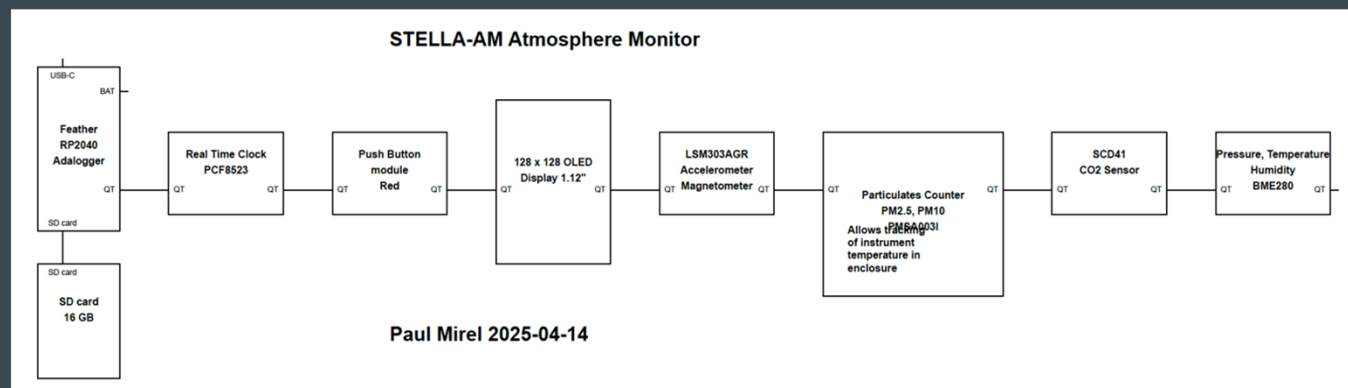 STELLA-AM Atmosphere Monitor
USB-C
BAT
Feather
RP2040
Adalogger
QT
SD card
SD card
SD card
16 GB
Real Time Clock
PCF8523
QT
QT
Push Button
module
Red
QT
QT
128 x 128 OLED
Display 1.12"
QT
QT
LSM303AGR
Accelerometer
Magnetometer
QT
QT
QT
QT
Particulates Counter
PM2.5, PM10
PMSA003I
Allows tracking
of instrument
temperature in
enclosure
SCD41
CO2 Sensor
QT
QT
Pressure, Temperature
Humidity
BME280
QT
QT
Paul Mirel 2025-04-14